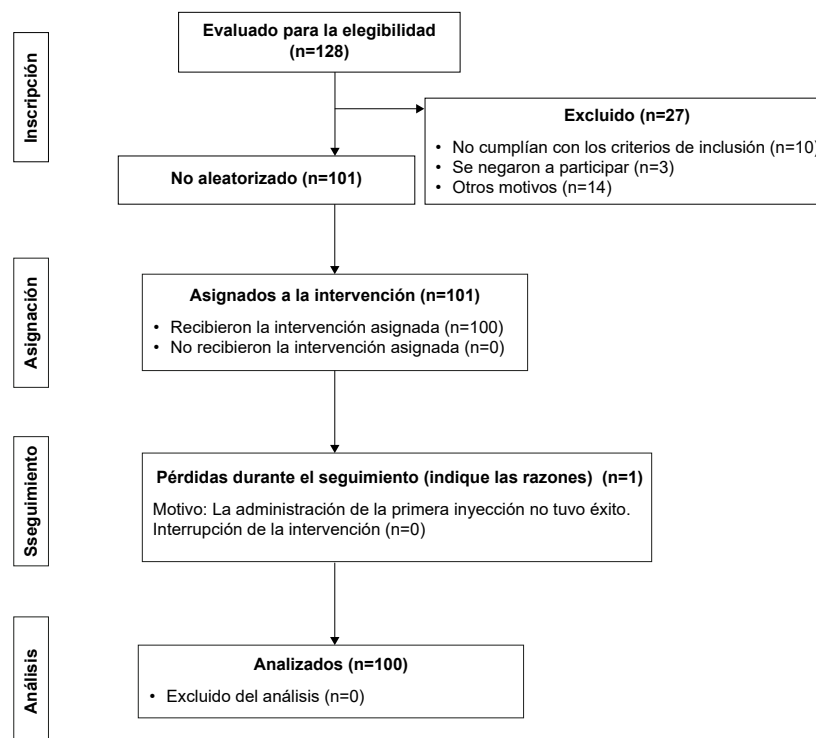 Inscripción
Evaluado para la elegibilidad
(n=128)
Excluido (n=27)
• No cumplían con los criterios de inclusión (n=10)
• Se negaron a participar (n=3)
• Otros motivos (n=14)
No aleatorizado (n=101)
Asignación
Asignados a la intervención (n=101)
• Recibieron la intervención asignada (n=100)
• No recibieron la intervención asignada (n=0)
Sseguimiento
Pérdidas durante el seguimiento (indique las razones) (n=1)
Motivo: La administración de la primera inyección no tuvo éxito.
Interrupción de la intervención (n=0)
Análisis
Analizados (n=100)
• Excluido del análisis (n=0)